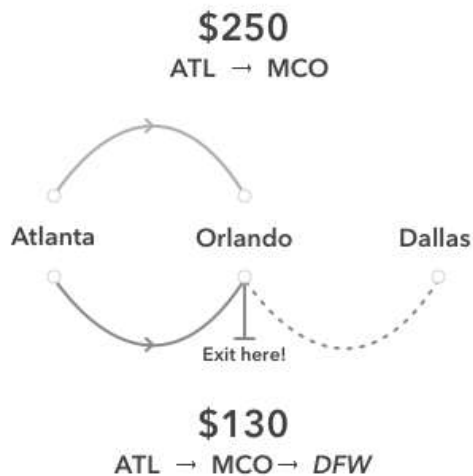 $250
ATL → MCO
Atlanta Orlando Dallas
Exit here!
$130
ATL → MCO → DFW